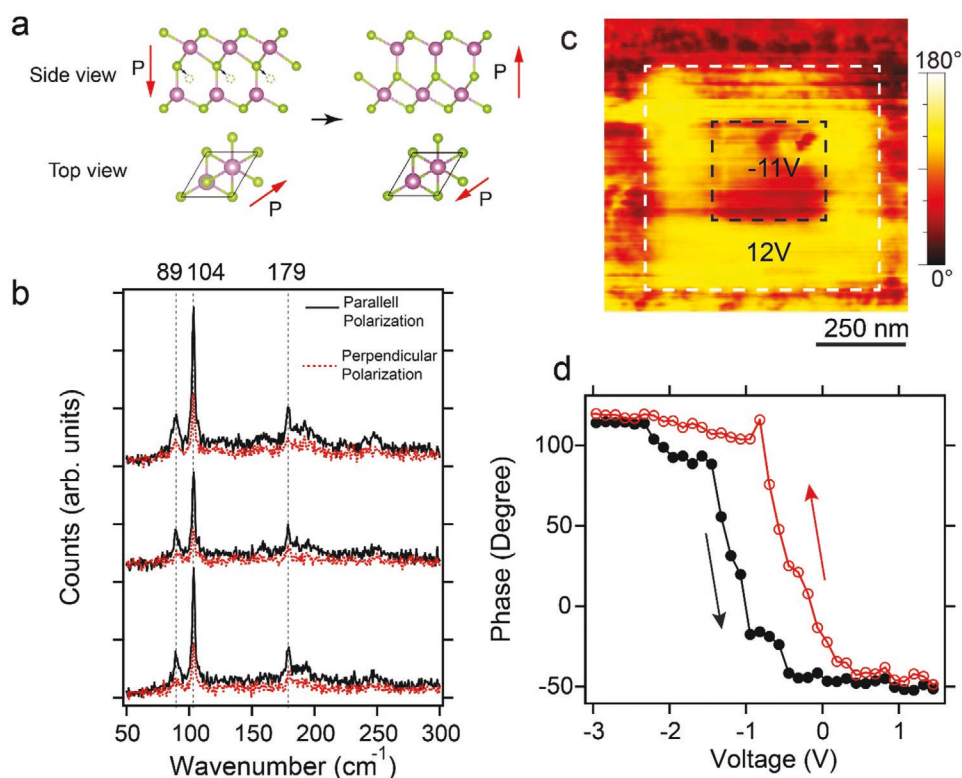 a
Side view
P
P
Top view
P
P
b
89 104 179
Parallell
Polarization
Perpendicular
Polarization
Counts (arb. units)
50 100 150 200 250 300
Wavenumber (cm-1)
c
-11V
12V
180°
0°
250 nm
d
100
50
0
-50
Phase (Degree)
-3 -2 -1 0 1
Voltage (V)